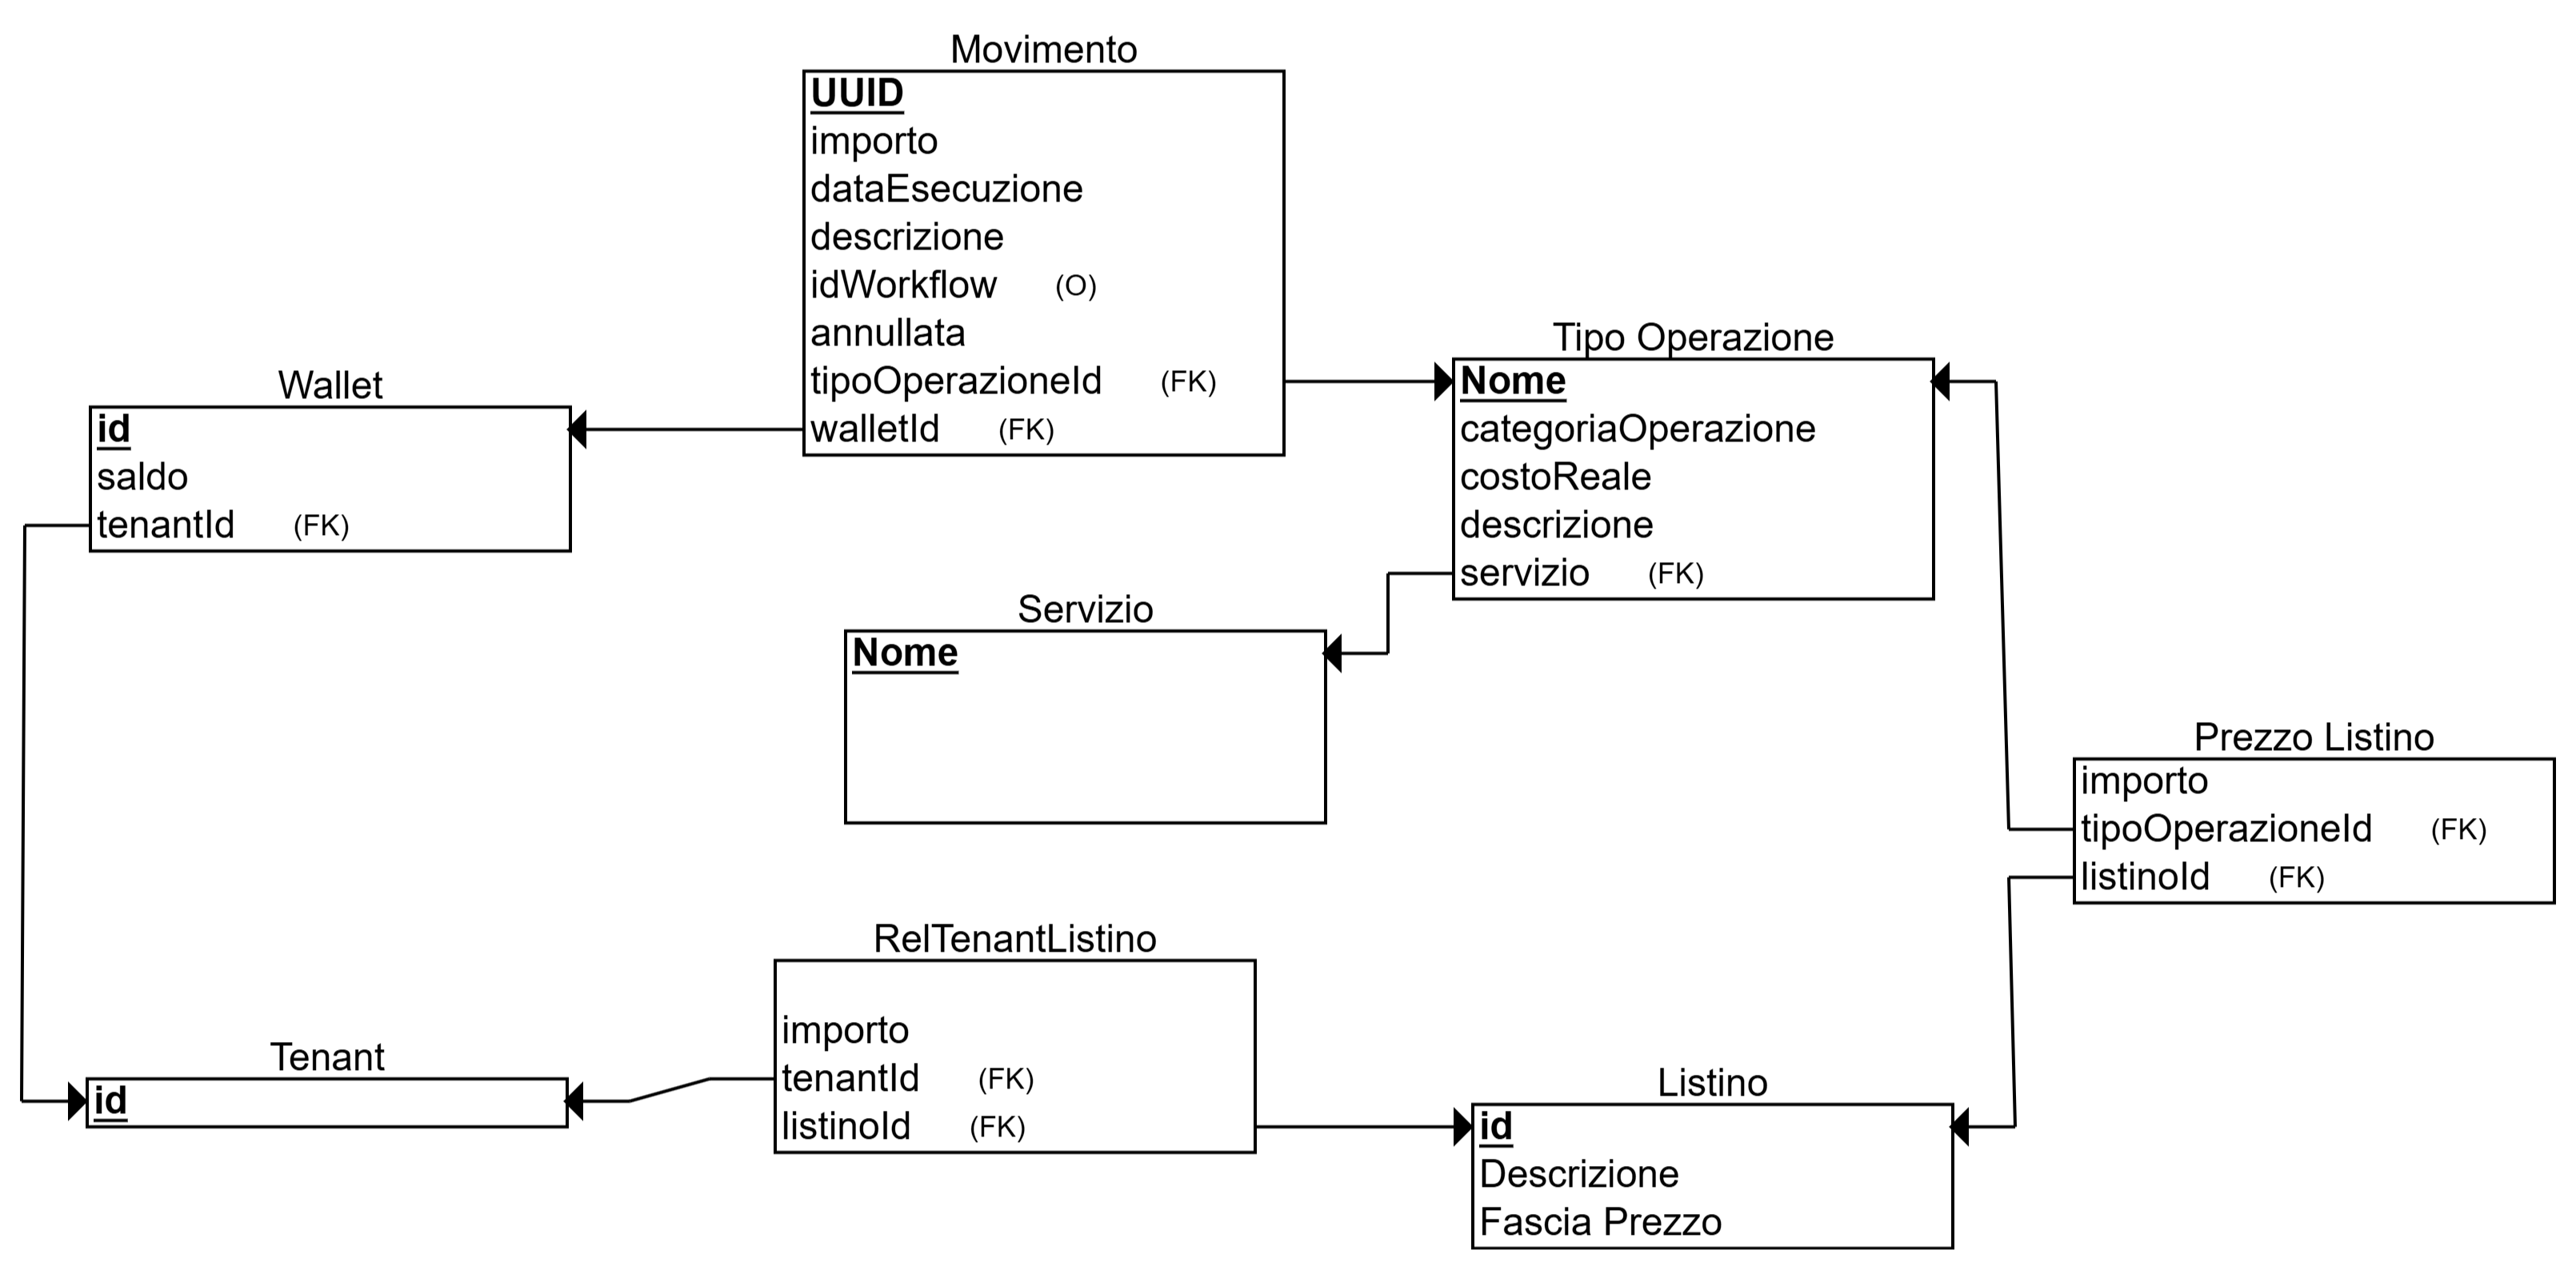 Movimento
UUID
importo
dataEsecuzione
descrizione
idWorkflow (O)
annullata
tipoOperazioneId (FK)
walletId (FK)
Tipo Operazione
Nome
categoriaOperazione
costoReale
descrizione
servizio (FK)
Wallet
id
saldo
tenantId (FK)
Servizio
Nome
Prezzo Listino
importo
tipoOperazioneId (FK)
listinoId (FK)
RelTenantListino
importo
tenantId (FK)
listinoId (FK)
Tenant
id
Listino
id
Descrizione
Fascia Prezzo